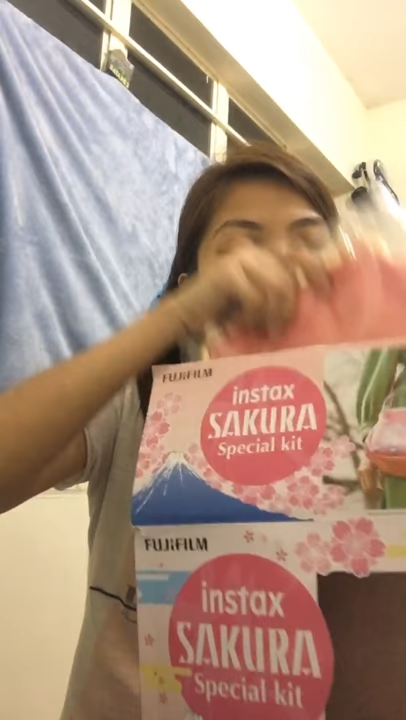 FUJIFILM
instax
SAKURA
Special kit
FUJIFILM
instax
SAKURA
Special kit